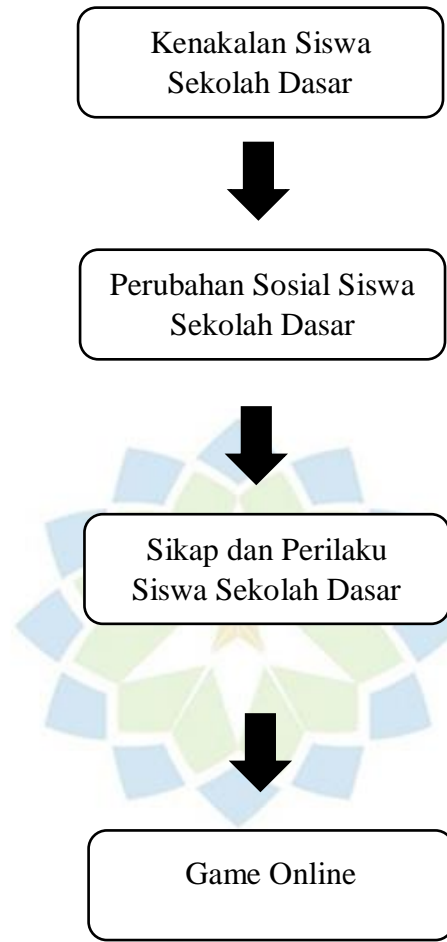 Kenakalan Siswa
Sekolah Dasar
Perubahan Sosial Siswa
Sekolah Dasar
Sikap dan Perilaku
Siswa Sekolah Dasar
Game Online